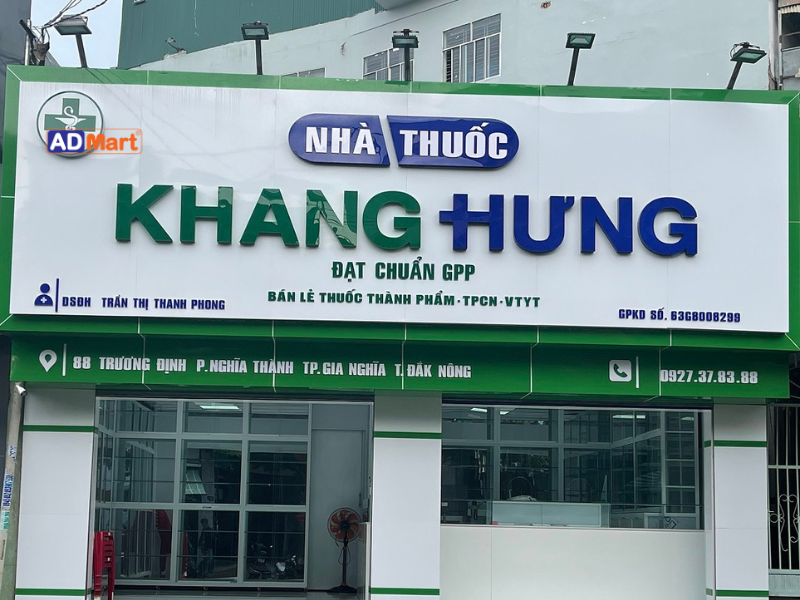 ADMart®
NHÀ THUỐC
KHANG HƯNG
ĐẠT CHUẨN GPP
BÁN LẺ THUỐC THÀNH PHẨM - TPCN - VTYT
DSĐH TRẦN THỊ THANH PHONG
GPKD SỐ. 63G8008299
88 TRƯƠNG ĐỊNH P.NGHĨA THÀNH TP.GIA NGHĨA T.ĐẮK NÔNG
0927.37.83.88